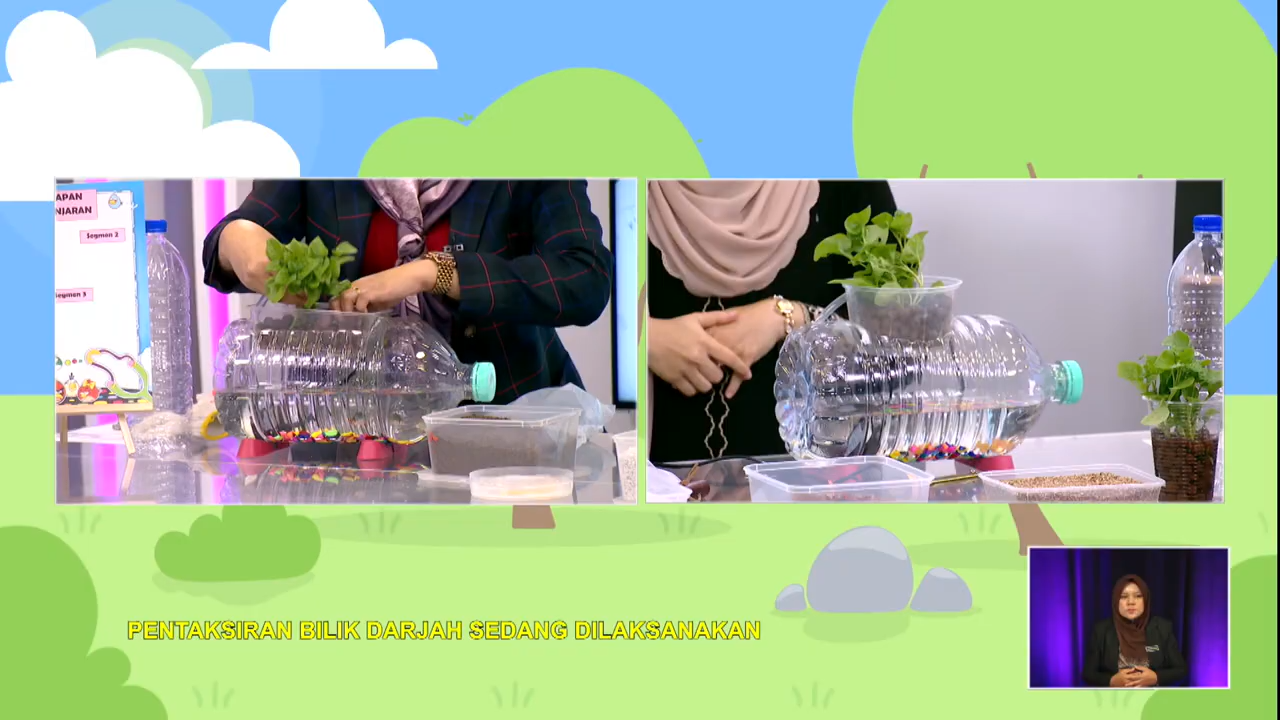 APAN
NJARAN
Segmen 2
Segmen 3
PENTAKSIRAN BILIK DARJAH SEDANG DILAKSANAKAN